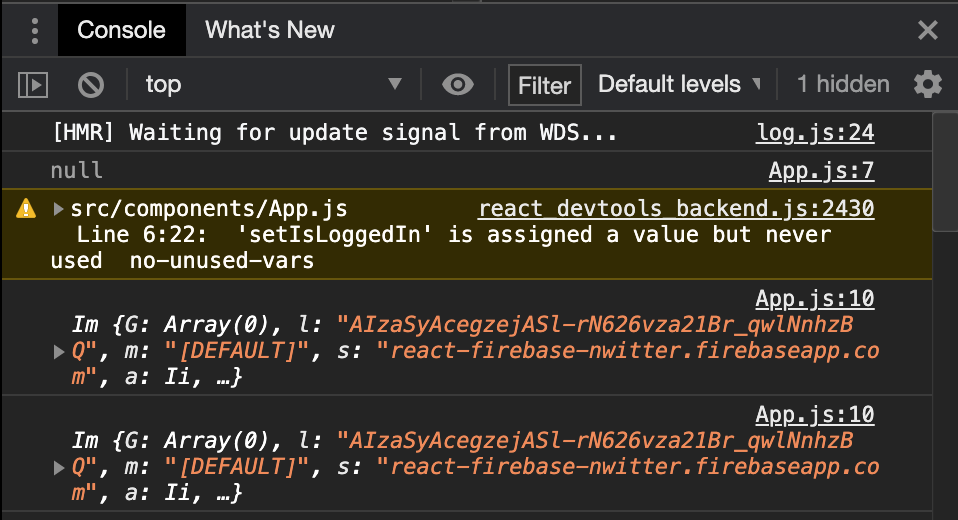 Console What's New
top Filter Default levels 1 hidden
[HMR] Waiting for update signal from WDS... log.js:24
null App.js:7
src/components/App.js react_devtools_backend.js:2430
Line 6:22: 'setIsLoggedIn' is assigned a value but never
used no-unused-vars
App.js:10
Im {G: Array(0), l: "AIzaSyAcegzejASl-rN626vza21Br_qwlNnhzB
Q", m: "[DEFAULT]", s: "react-firebase-nwitter.firebaseapp.co
m", a: Ii, …}
App.js:10
Im {G: Array(0), l: "AIzaSyAcegzejASl-rN626vza21Br_qwlNnhzB
Q", m: "[DEFAULT]", s: "react-firebase-nwitter.firebaseapp.co
m", a: Ii, …}